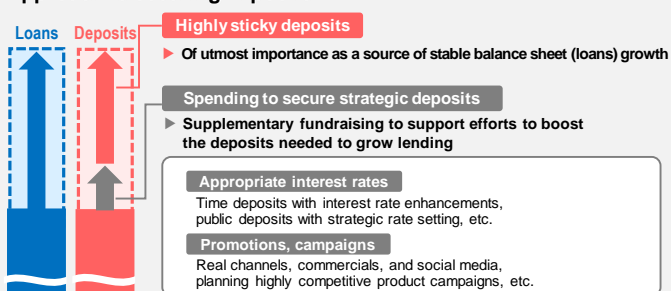 Loans
Deposits
Highly sticky deposits
▶ Of utmost importance as a source of stable balance sheet (loans) growth
Spending to secure strategic deposits
▶ Supplementary fundraising to support efforts to boost
the deposits needed to grow lending
Appropriate interest rates
Time deposits with interest rate enhancements,
public deposits with strategic rate setting, etc.
Promotions, campaigns
Real channels, commercials, and social media,
planning highly competitive product campaigns, etc.